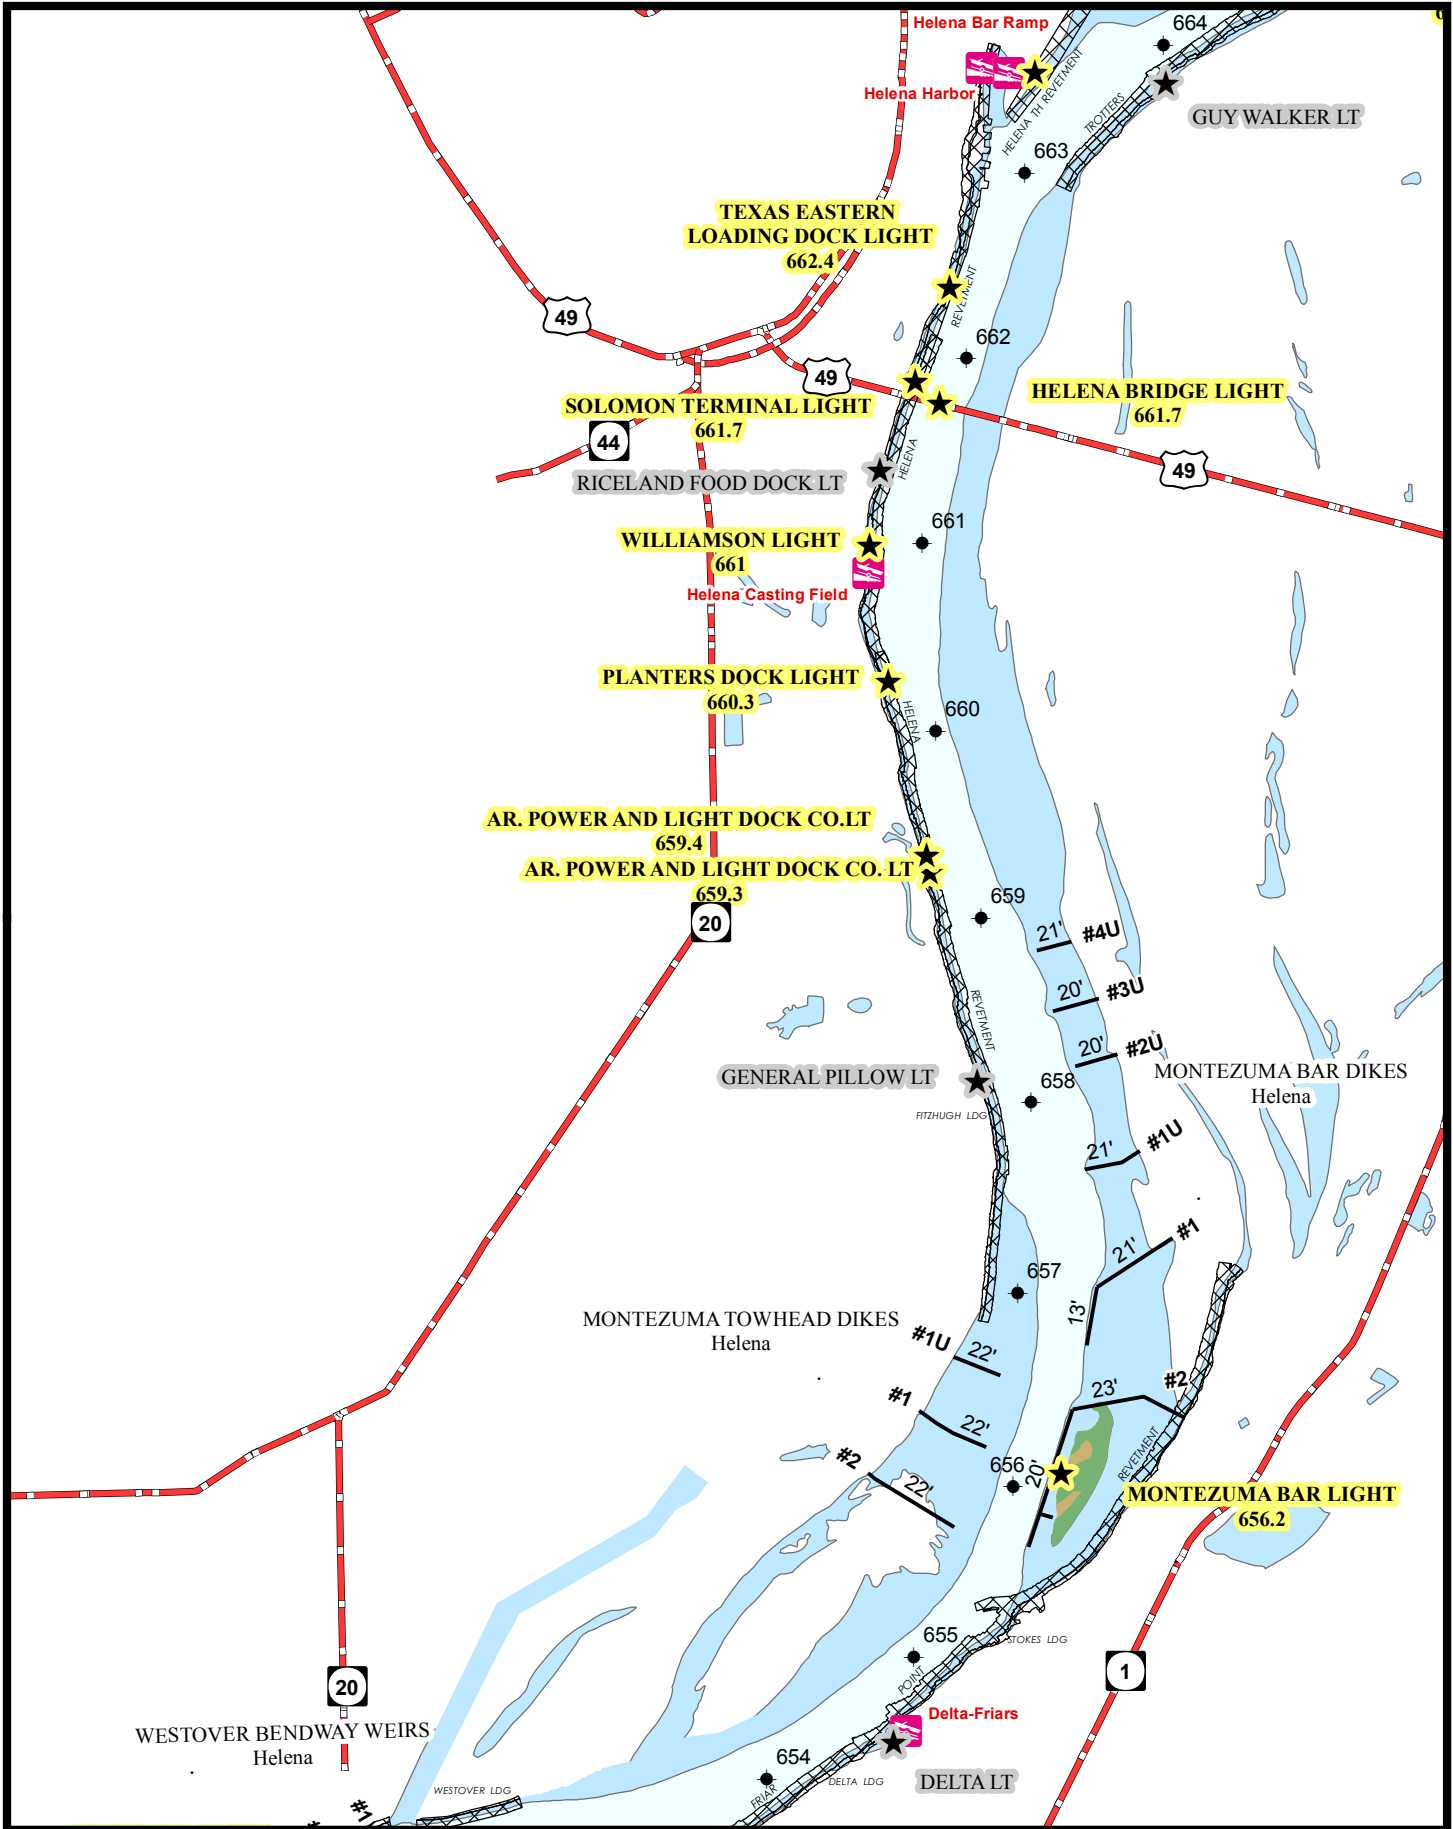 Helena Bar Ramp
664
Helena Harbor
HELENA TH REVETMENT
TROTTERS
GUY WALKER LT
663
TEXAS EASTERN
LOADING DOCK LIGHT
662.4
REVETMENT
49
662
49
HELENA BRIDGE LIGHT
661.7
SOLOMON TERMINAL LIGHT
661.7
44
HELENA
49
RICELAND FOOD DOCK LT
661
WILLIAMSON LIGHT
661
Helena Casting Field
PLANTERS DOCK LIGHT
660.3
HELENA
660
AR. POWER AND LIGHT DOCK CO.LT
659.4
AR. POWER AND LIGHT DOCK CO. LT
659.3
20
659
21' #4U
20' #3U
REVETMENT
20' #2U
MONTEZUMA BAR DIKES
Helena
GENERAL PILLOW LT
658
FITZHUGH LDG
21' #1U
21' #1
657
13'
MONTEZUMA TOWHEAD DIKES
Helena
#1U 22'
23' #2
#1 22'
REVETMENT
#2 22'
656
20'
MONTEZUMA BAR LIGHT
656.2
655
STOKES LDG
POINT
1
20
Delta-Friars
WESTOVER BENDWAY WEIRS
Helena
654
DELTA LDG
DELTA LT
WESTOVER LDG
FRIAR
#1